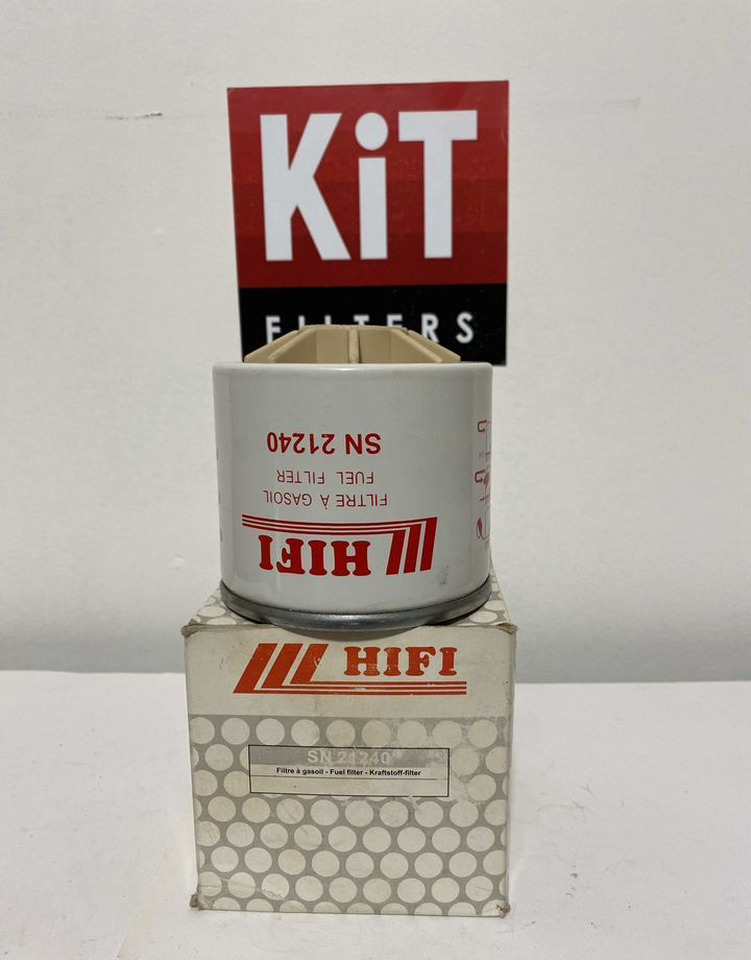 KiT
FILTERS
SN 21240
FUEL FILTER
FILTRE À GASOIL
HIFI
HIFI
SN 21240
Filtre à gasoil - Fuel filter - Kraftstoff-filter